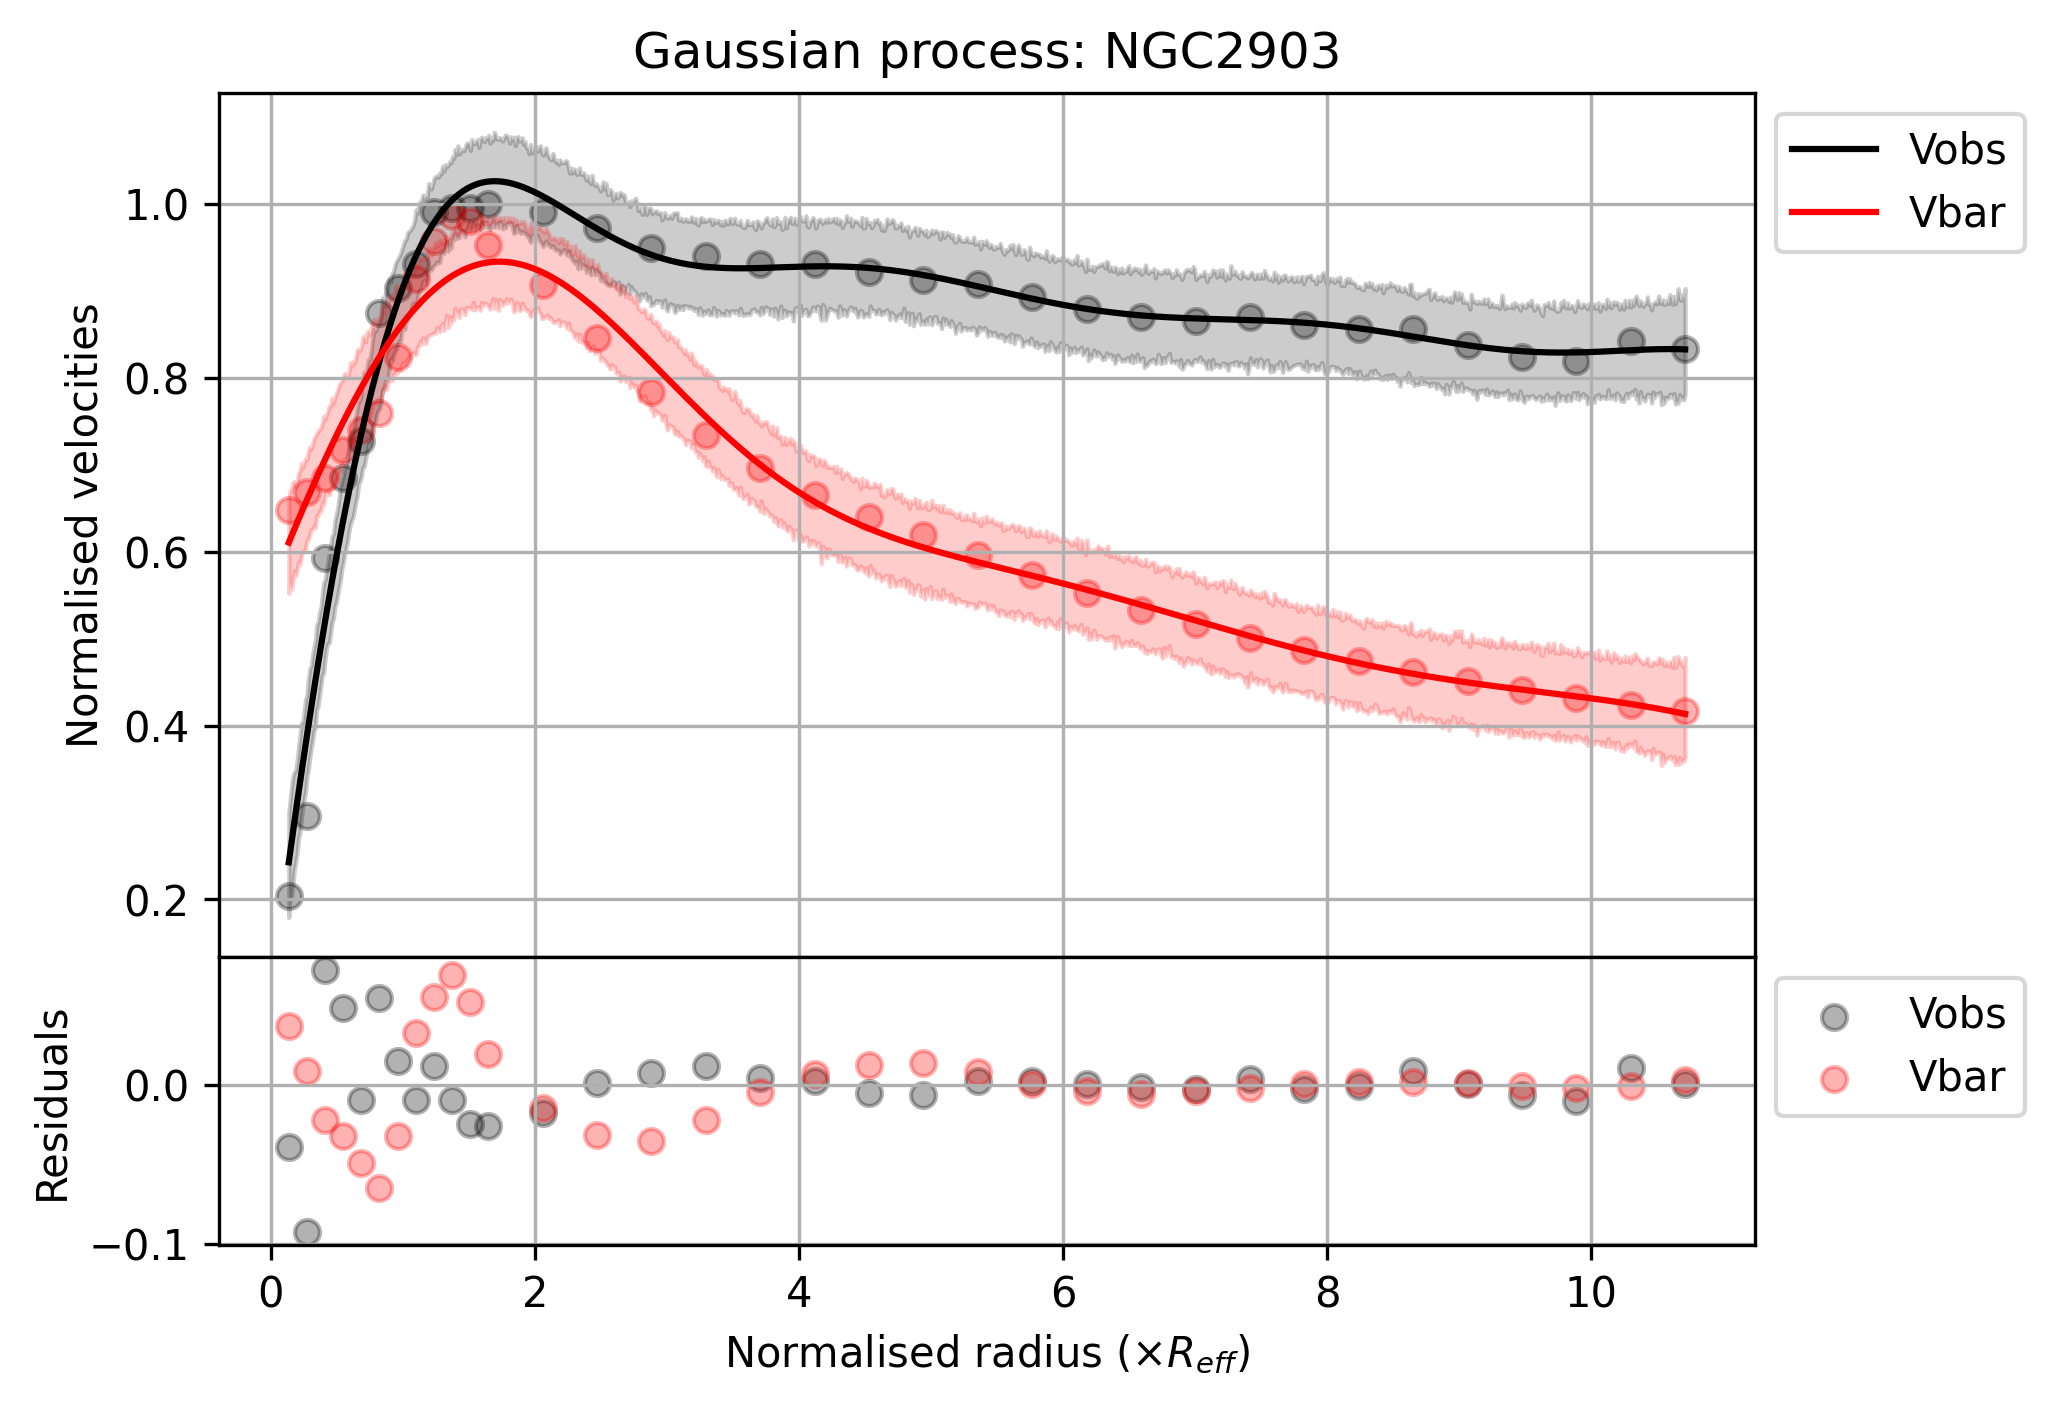 Gaussian process: NGC2903
Normalised velocities
1.0
0.8
0.6
0.4
0.2
Vobs
Vbar
Residuals
0.0
−0.1
Vobs
Vbar
0 2 4 6 8 10
Normalised radius (×R_eff)